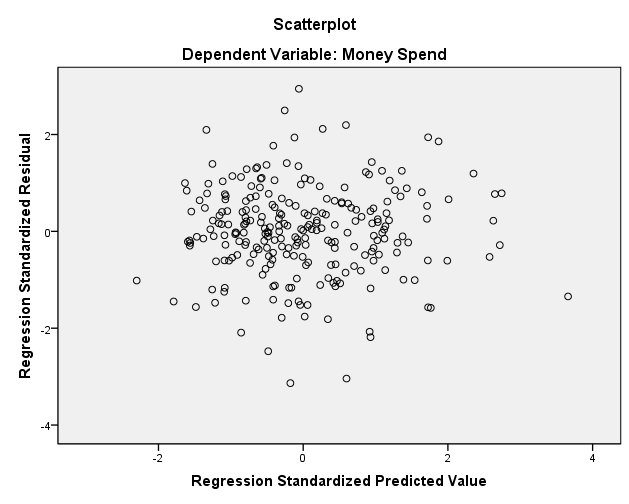 Scatterplot
Dependent Variable: Money Spend
Regression Standardized Residual
2
0
-2
-4
-2 0 2 4
Regression Standardized Predicted Value